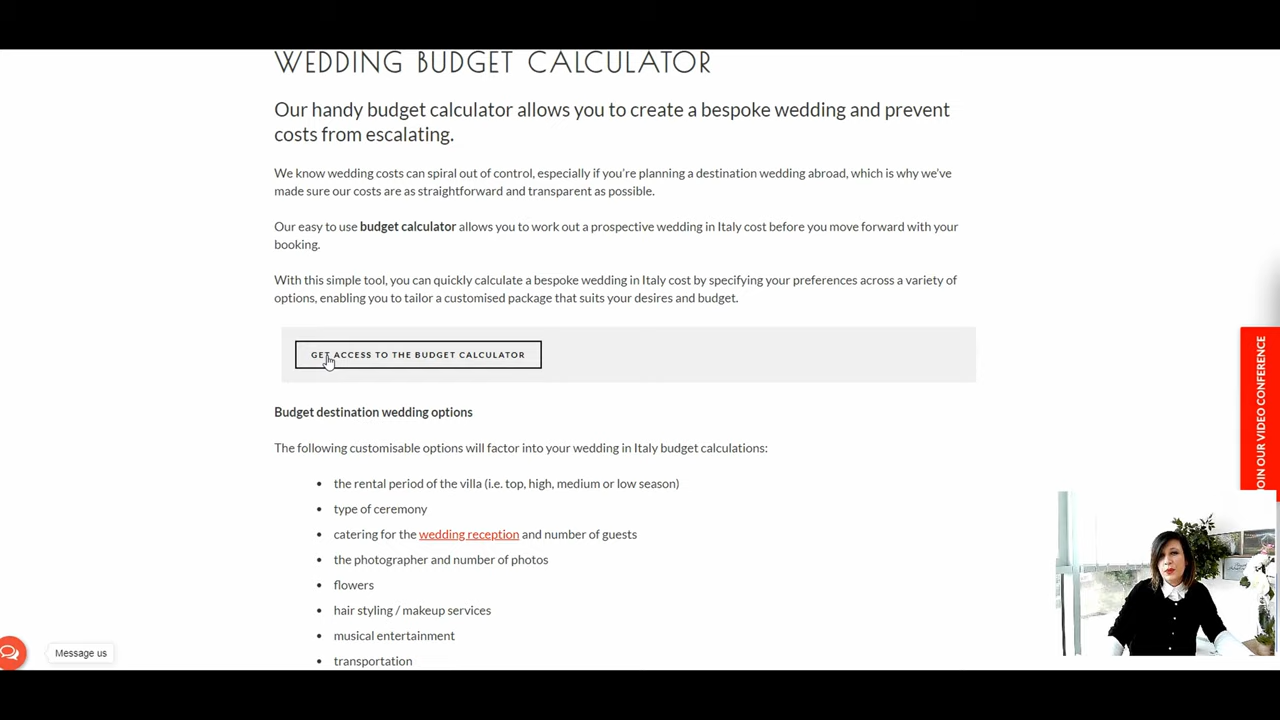 WEDDING BUDGET CALCULATOR
Our handy budget calculator allows you to create a bespoke wedding and prevent
costs from escalating.
We know wedding costs can spiral out of control, especially if you're planning a destination wedding abroad, which is why we've
made sure our costs are as straightforward and transparent as possible.
Our easy to use budget calculator allows you to work out a prospective wedding in Italy cost before you move forward with your
booking.
With this simple tool, you can quickly calculate a bespoke wedding in Italy cost by specifying your preferences across a variety of
options, enabling you to tailor a customised package that suits your desires and budget.
GET ACCESS TO THE BUDGET CALCULATOR
Budget destination wedding options
The following customisable options will factor into your wedding in Italy budget calculations:
• the rental period of the villa (i.e. top, high, medium or low season)
• type of ceremony
• catering for the wedding reception and number of guests
• the photographer and number of photos
• flowers
• hair styling / makeup services
• musical entertainment
• transportation
JOIN OUR VIDEO CONFERENCE
Message us